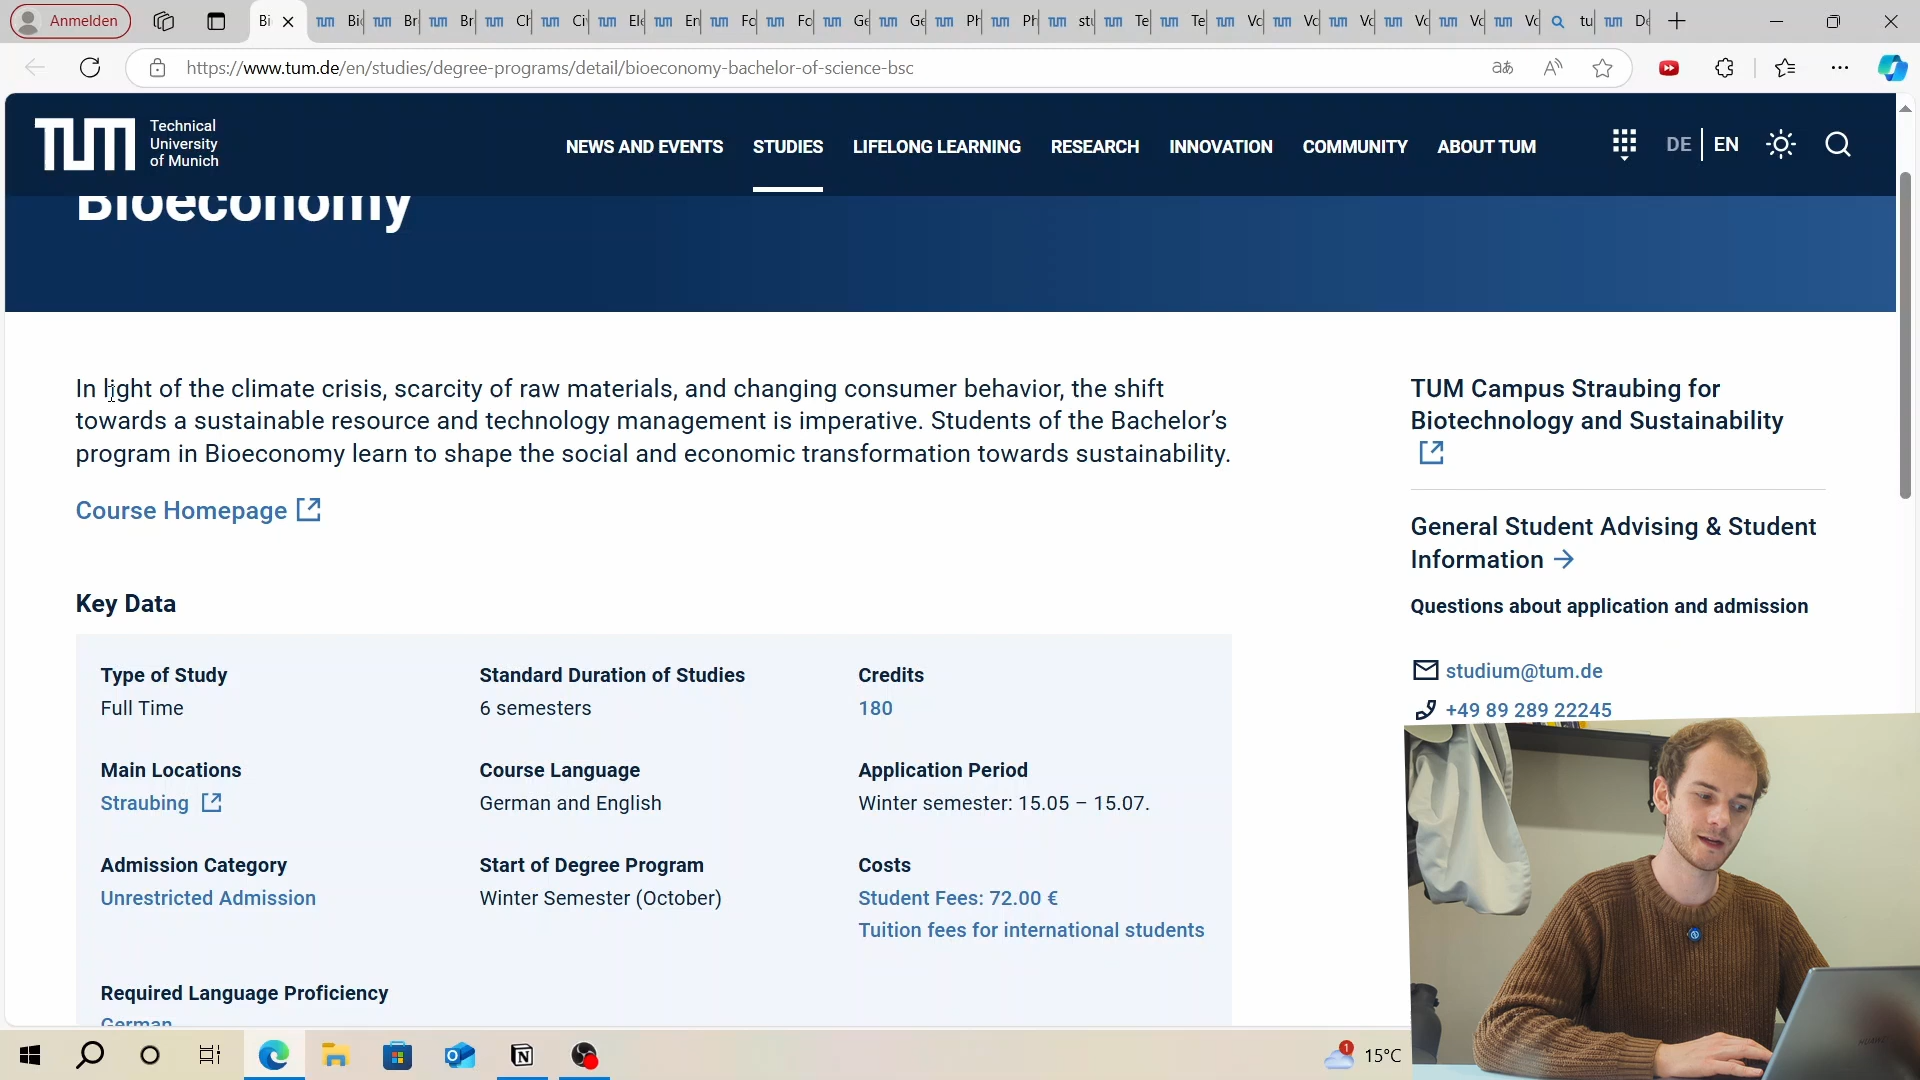 Anmelden
Bi
https://www.tum.de/en/studies/degree-programs/detail/bioeconomy-bachelor-of-science-bsc
TUM
Technical
University
of Munich
NEWS AND EVENTS
STUDIES
LIFELONG LEARNING
RESEARCH
INNOVATION
COMMUNITY
ABOUT TUM
DE
EN
Bioeconomy
In light of the climate crisis, scarcity of raw materials, and changing consumer behavior, the shift
towards a sustainable resource and technology management is imperative. Students of the Bachelor’s
program in Bioeconomy learn to shape the social and economic transformation towards sustainability.
Course Homepage
Key Data
Type of Study
Full Time
Standard Duration of Studies
6 semesters
Credits
180
Main Locations
Straubing
Course Language
German and English
Application Period
Winter semester: 15.05 – 15.07.
Admission Category
Unrestricted Admission
Start of Degree Program
Winter Semester (October)
Costs
Student Fees: 72.00 €
Tuition fees for international students
Required Language Proficiency
German
TUM Campus Straubing for
Biotechnology and Sustainability
General Student Advising & Student
Information
Questions about application and admission
studium@tum.de
+49 89 289 22245
1
15°C